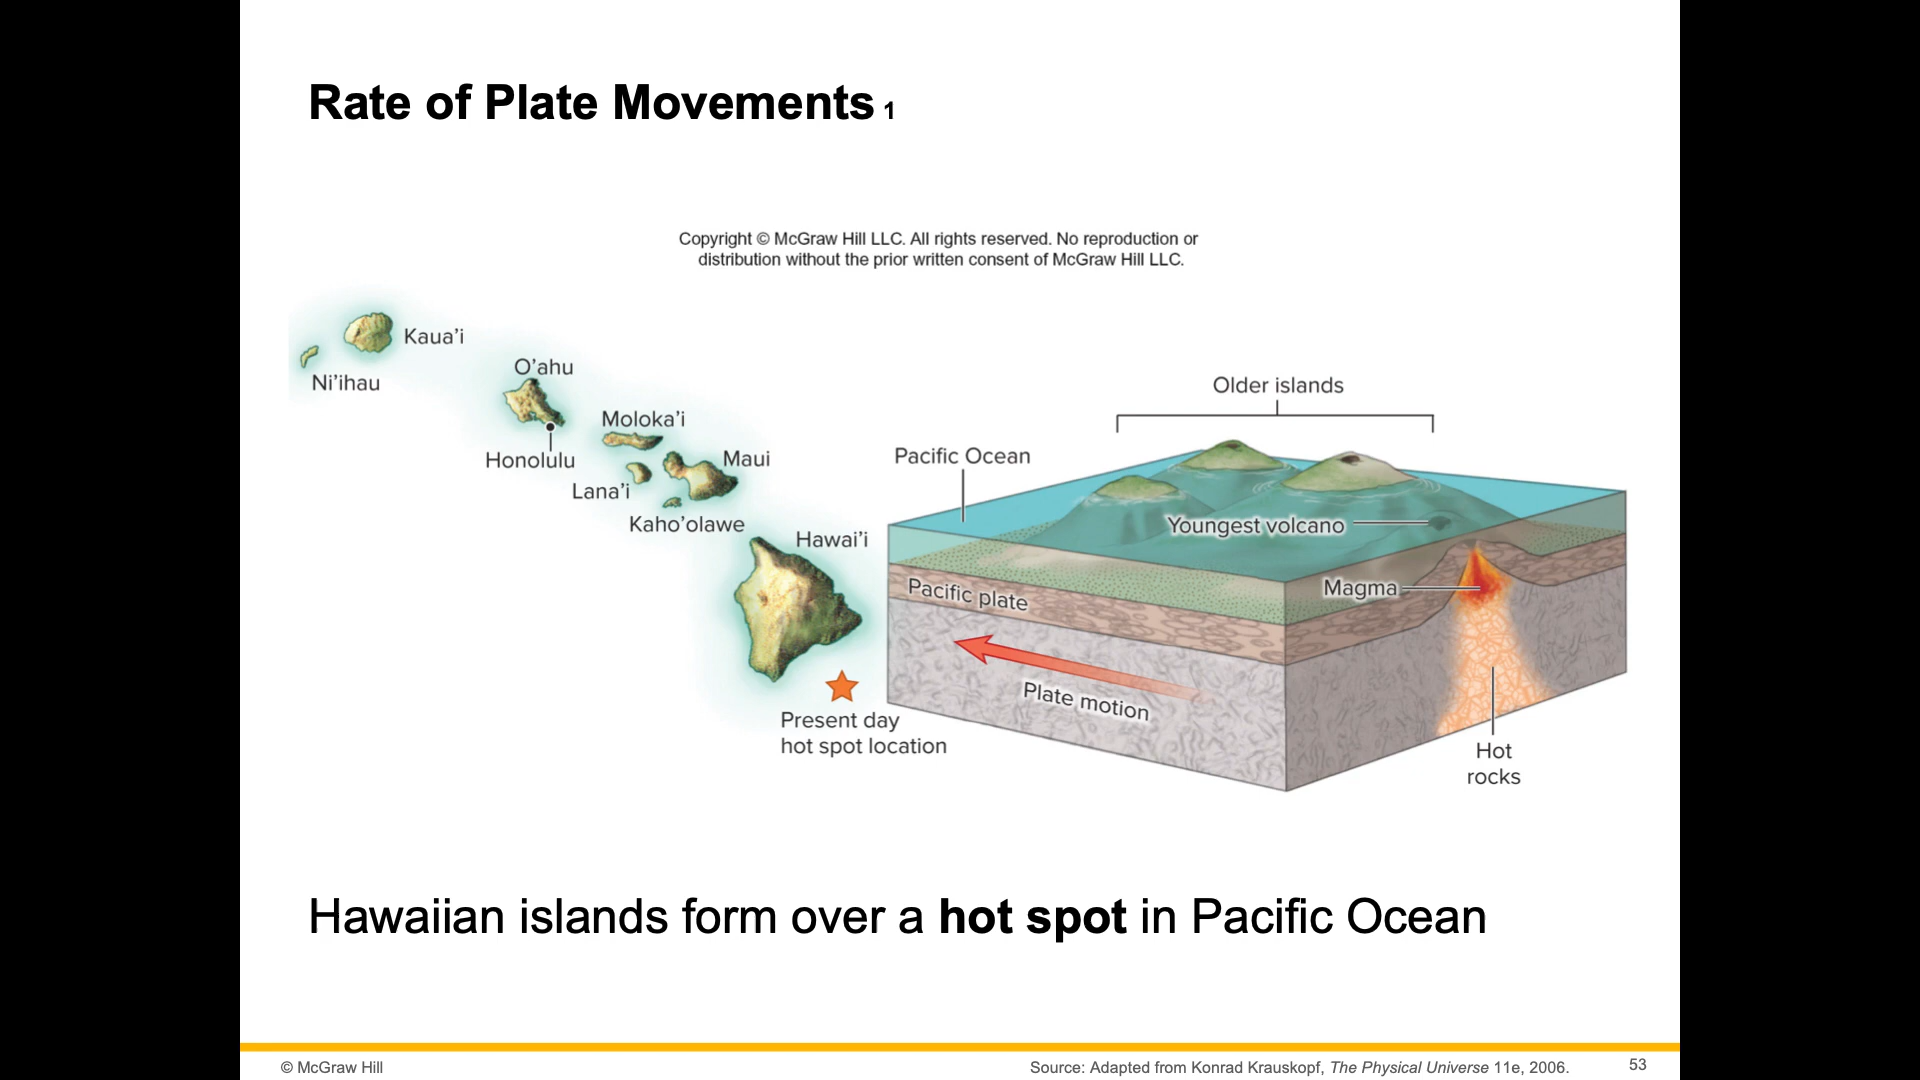 Rate of Plate Movements 1
Copyright © McGraw Hill LLC. All rights reserved. No reproduction or
distribution without the prior written consent of McGraw Hill LLC.
Kaua’i
Ni’ihau
O’ahu
Honolulu
Moloka’i
Maui
Lana’i
Kaho’olawe
Hawai’i
Present day
hot spot location
Older islands
Pacific Ocean
Youngest volcano
Magma
Pacific plate
Plate motion
Hot
rocks
Hawaiian islands form over a hot spot in Pacific Ocean
© McGraw Hill
Source: Adapted from Konrad Krauskopf, The Physical Universe 11e, 2006.
53